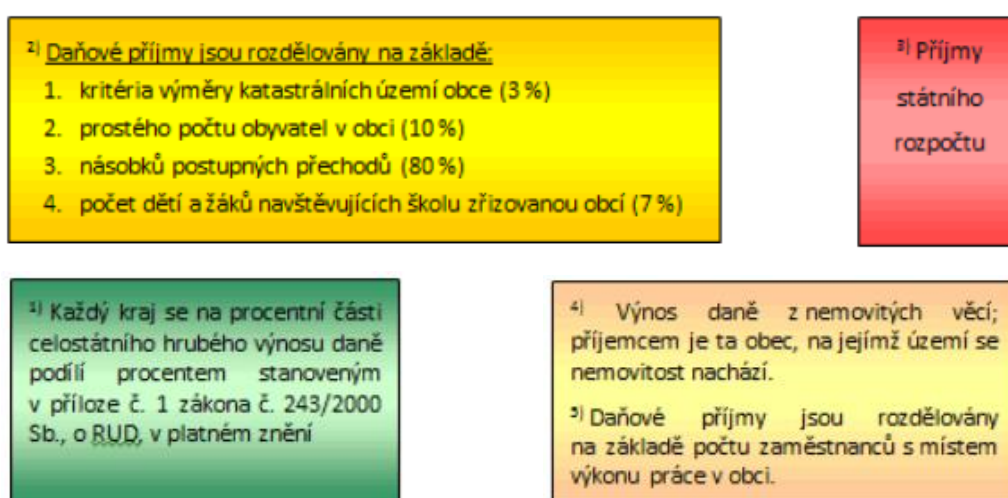 2) Daňové příjmy jsou rozdělovány na základě:
1. kritéria výměry katastrálních území obce (3 %)
2. prostého počtu obyvatel v obci (10 %)
3. násobků postupných přechodů (80 %)
4. počet dětí a žáků navštěvujících školu zřizovanou obcí (7 %)
3) Příjmy
státního
rozpočtu
1) Každý kraj se na procentní části
celostátního hrubého výnosu daně
podílí procentem stanoveným
v příloze č. 1 zákona č. 243/2000
Sb., o RUD, v platném znění
4) Výnos daně z nemovitých věcí;
příjemcem je ta obec, na jejímž území se
nemovitost nachází.
5) Daňové příjmy jsou rozdělovány
na základě počtu zaměstnanců s místem
výkonu práce v obci.